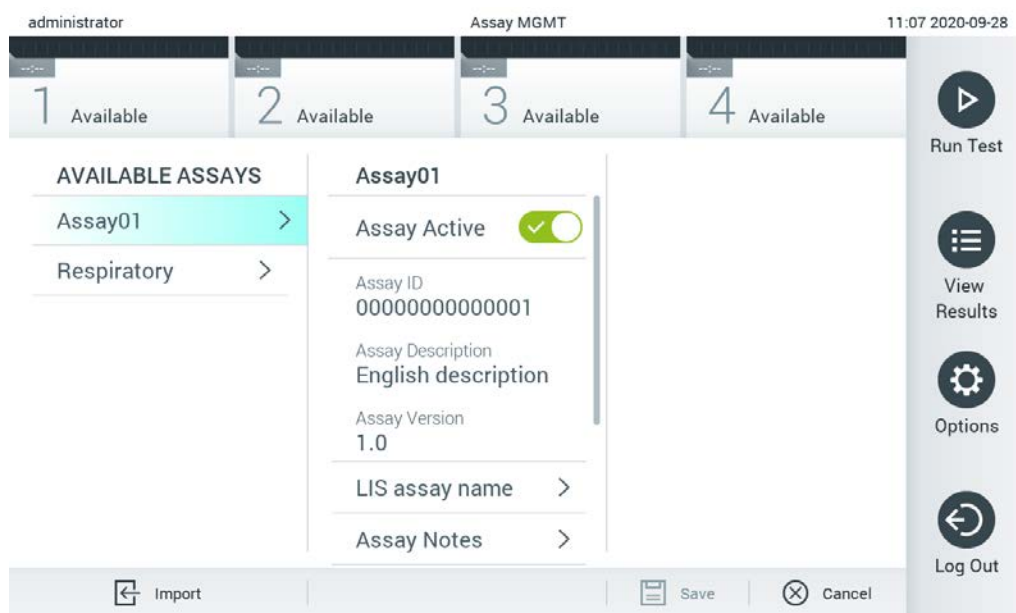 administrator
Assay MGMT
11:07 2020-09-28
--:--
--:--
--:--
--:--
1 Available
2 Available
3 Available
4 Available
Run Test
View
Results
Options
Log Out
AVAILABLE ASSAYS
Assay01
Respiratory
Assay01
Assay Active
Assay ID
00000000000001
Assay Description
English description
Assay Version
1.0
LIS assay name
Assay Notes
Import
Save
Cancel